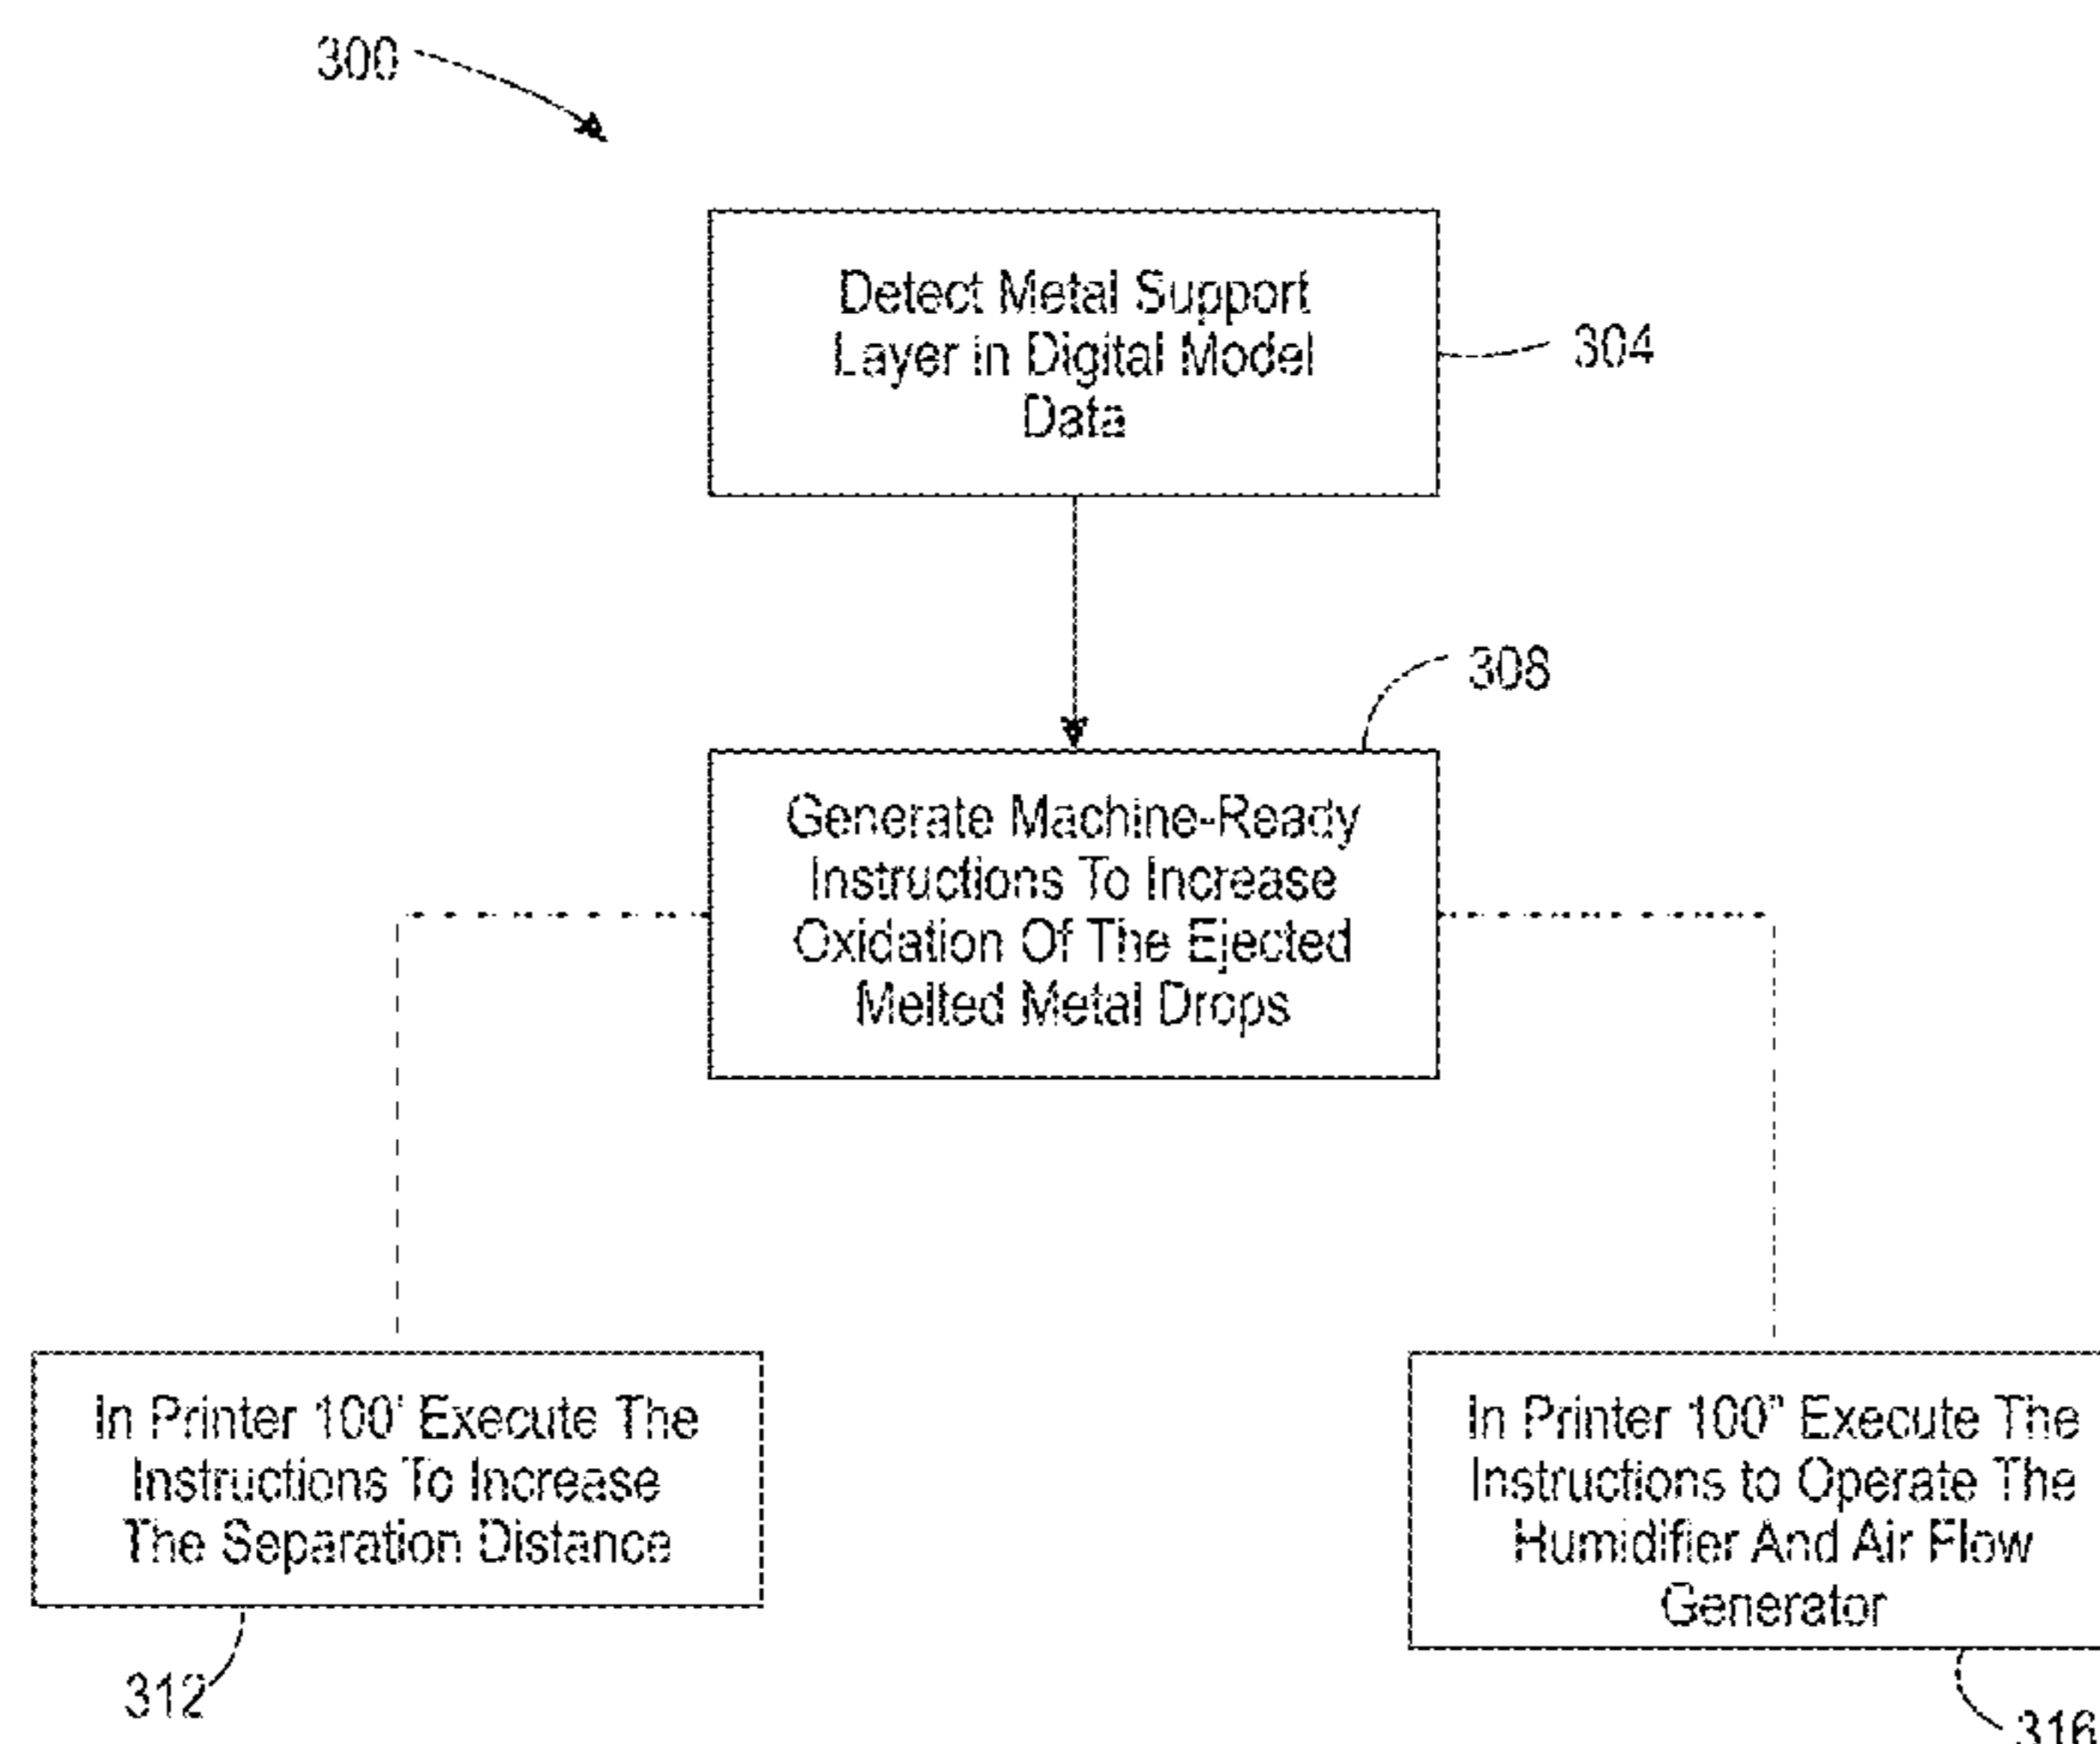 300
Detect Metal Support
Layer in Digital Model
Data
304
308
Generate Machine-Ready
Instructions To Increase
Oxidation Of The Ejected
Melted Metal Drops
In Printer 100' Execute The
Instructions To Increase
The Separation Distance
312
In Printer 100" Execute The
Instructions to Operate The
Humidifier And Air Flow
Generator
316